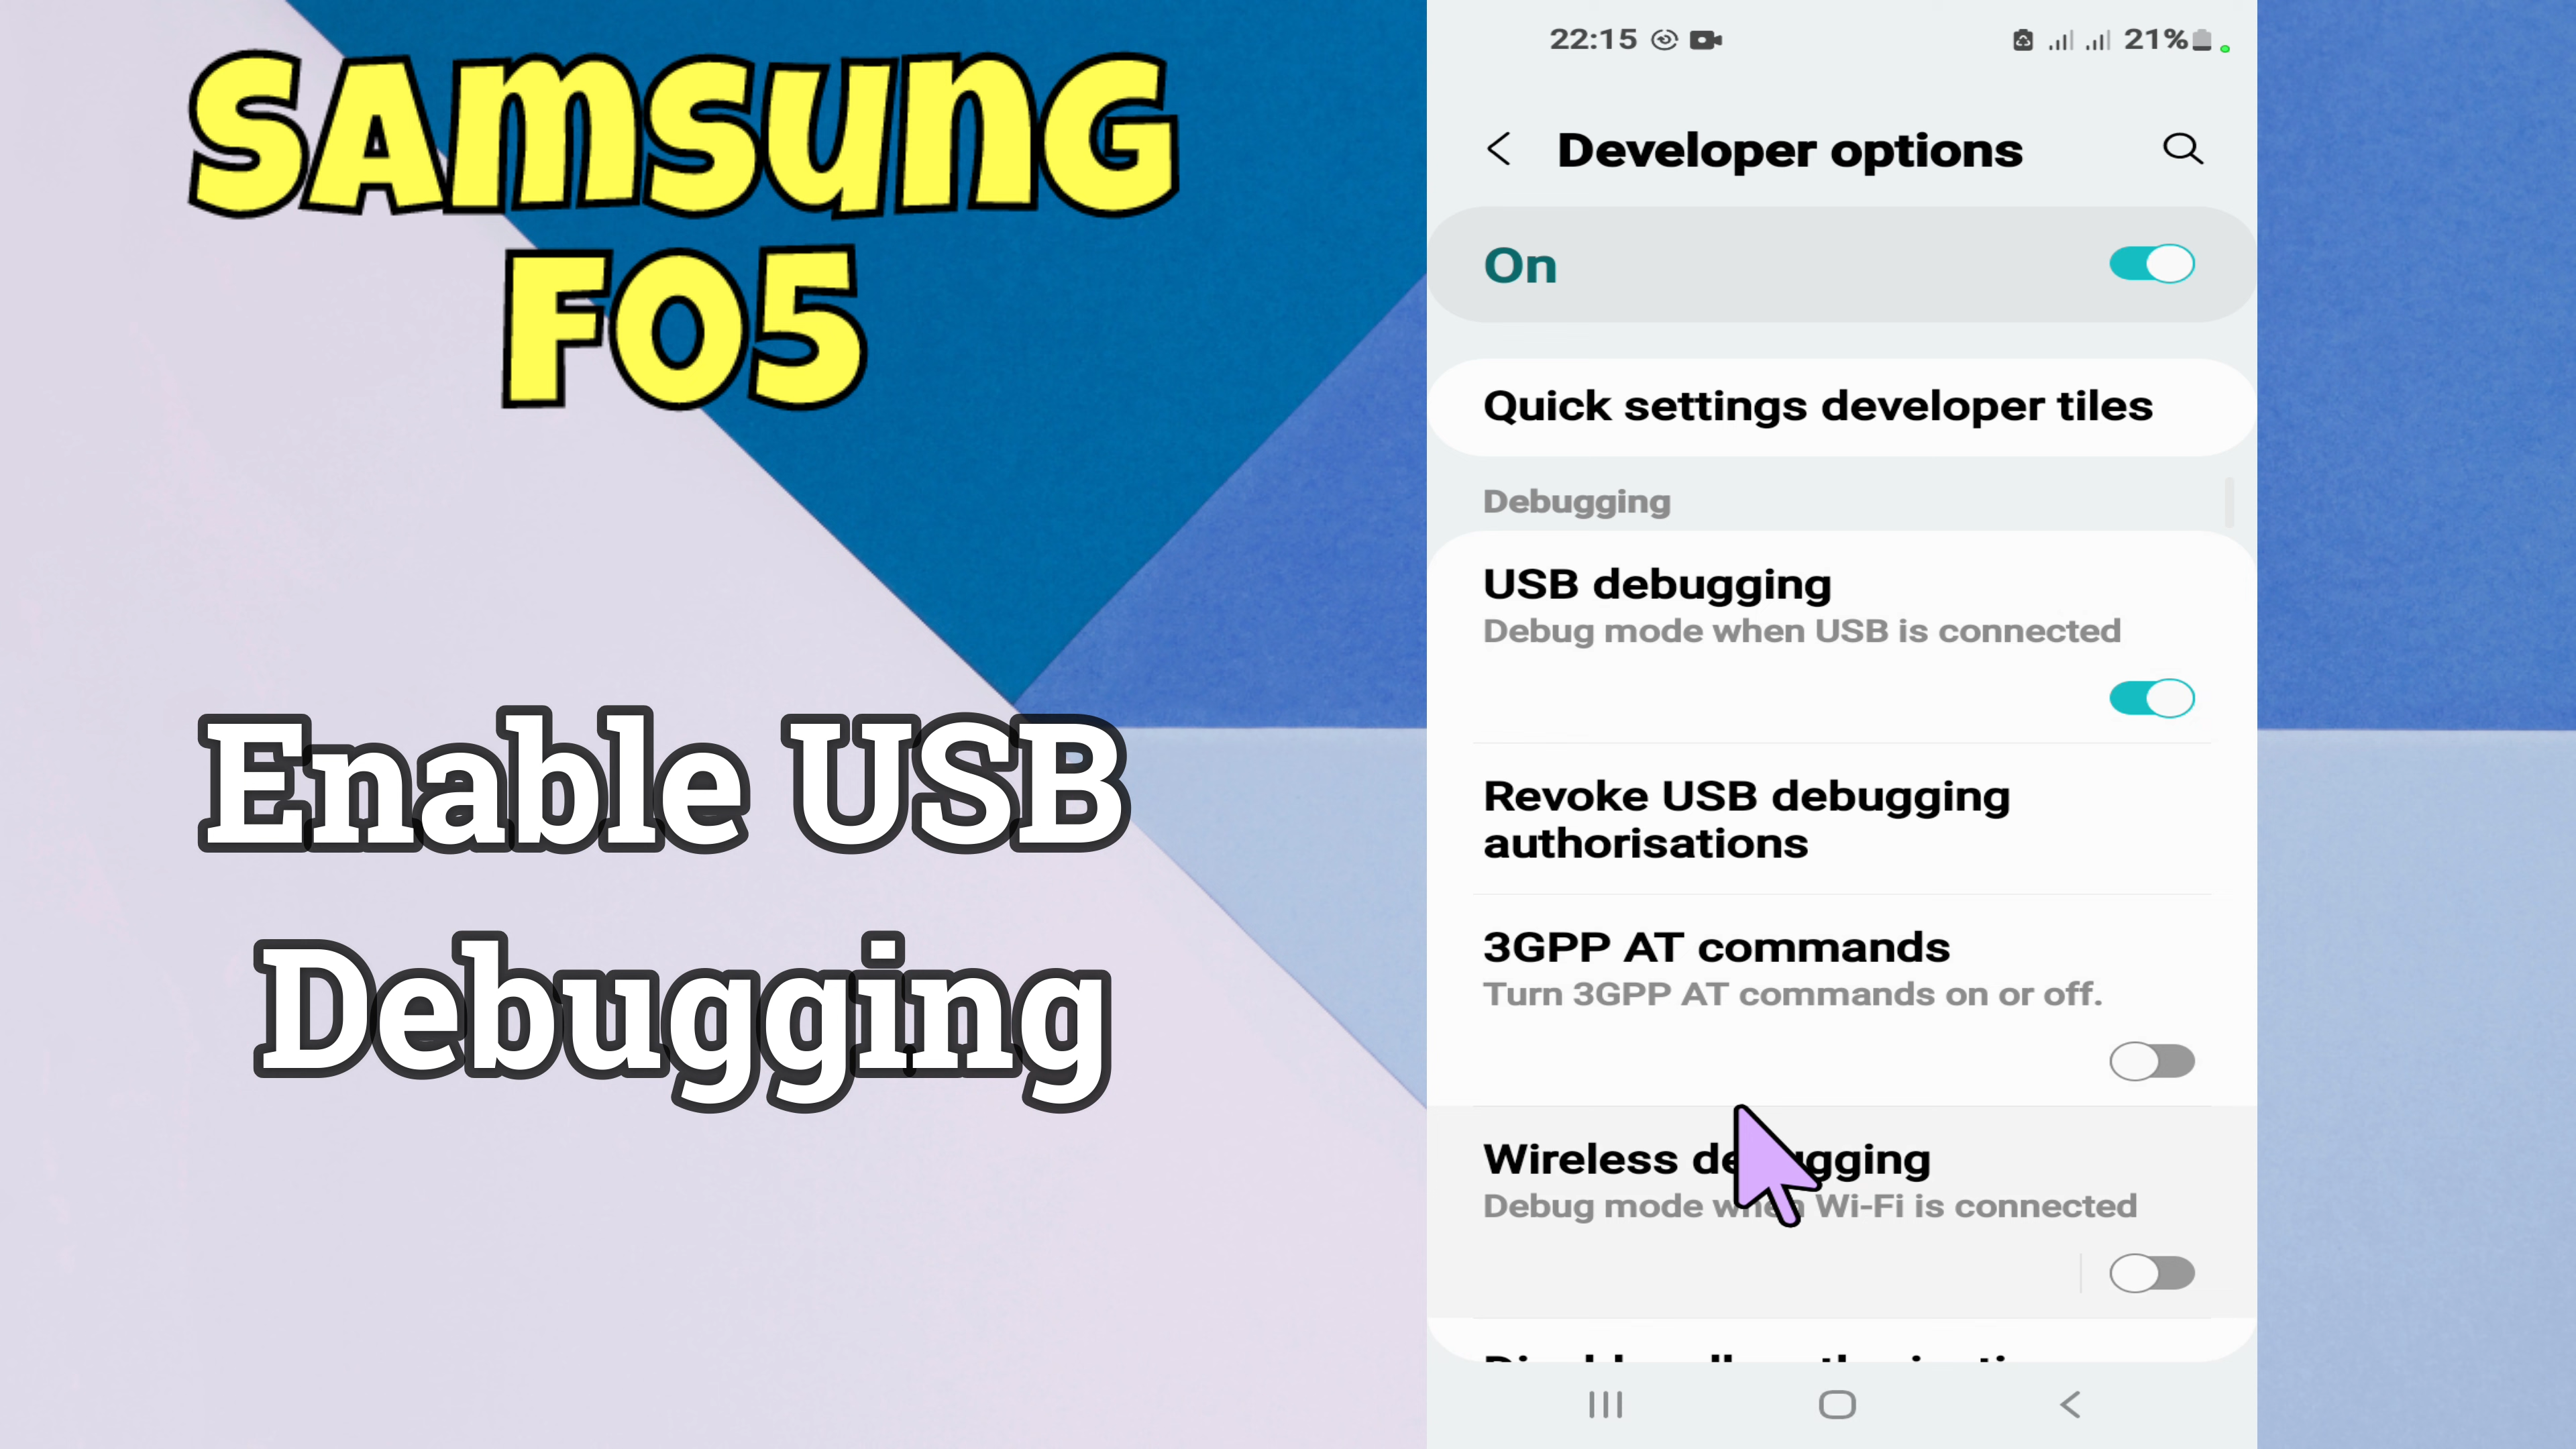 SAMSUNG
F05
Enable USB
Debugging
22:15
21%
Developer options
On
Quick settings developer tiles
Debugging
USB debugging
Debug mode when USB is connected
Revoke USB debugging
authorisations
3GPP AT commands
Turn 3GPP AT commands on or off.
Wireless debugging
Debug mode when Wi-Fi is connected